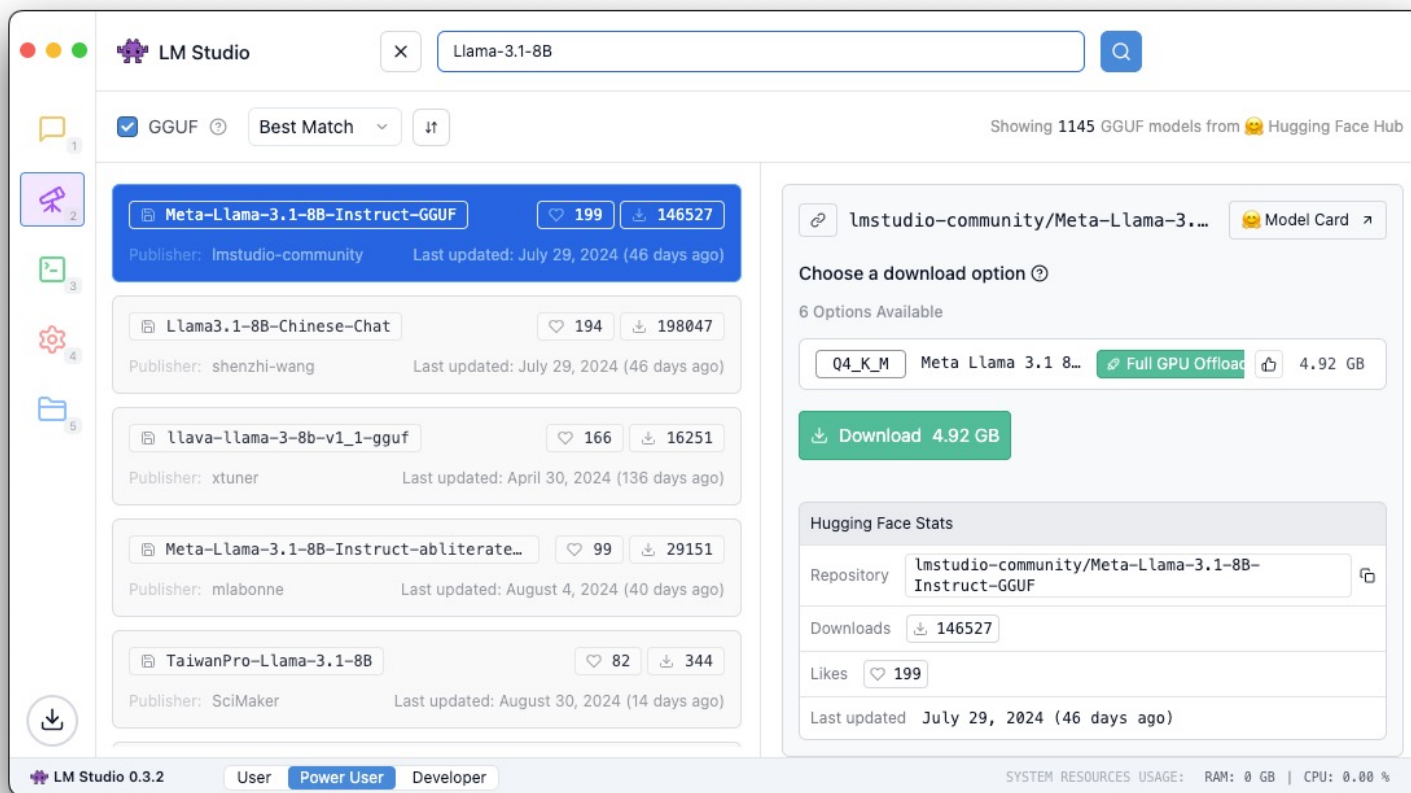 LM Studio
Llama-3.1-8B
GGUF
Best Match
Showing 1145 GGUF models from 🤗 Hugging Face Hub
1
2
3
4
5
Meta-Llama-3.1-8B-Instruct-GGUF 199 146527
Publisher: lmstudio-community Last updated: July 29, 2024 (46 days ago)
Llama3.1-8B-Chinese-Chat 194 198047
Publisher: shenzhi-wang Last updated: July 29, 2024 (46 days ago)
llava-llama-3-8b-v1_1-gguf 166 16251
Publisher: xtuner Last updated: April 30, 2024 (136 days ago)
Meta-Llama-3.1-8B-Instruct-abliterate… 99 29151
Publisher: mlabonne Last updated: August 4, 2024 (40 days ago)
TaiwanPro-Llama-3.1-8B 82 344
Publisher: SciMaker Last updated: August 30, 2024 (14 days ago)
lmstudio-community/Meta-Llama-3.… 🤗 Model Card
Choose a download option
6 Options Available
Q4_K_M Meta Llama 3.1 8… Full GPU Offload 4.92 GB
Download 4.92 GB
Hugging Face Stats
Repository lmstudio-community/Meta-Llama-3.1-8B-
Instruct-GGUF
Downloads 146527
Likes 199
Last updated July 29, 2024 (46 days ago)
LM Studio 0.3.2
User Power User Developer
SYSTEM RESOURCES USAGE: RAM: 0 GB | CPU: 0.00 %